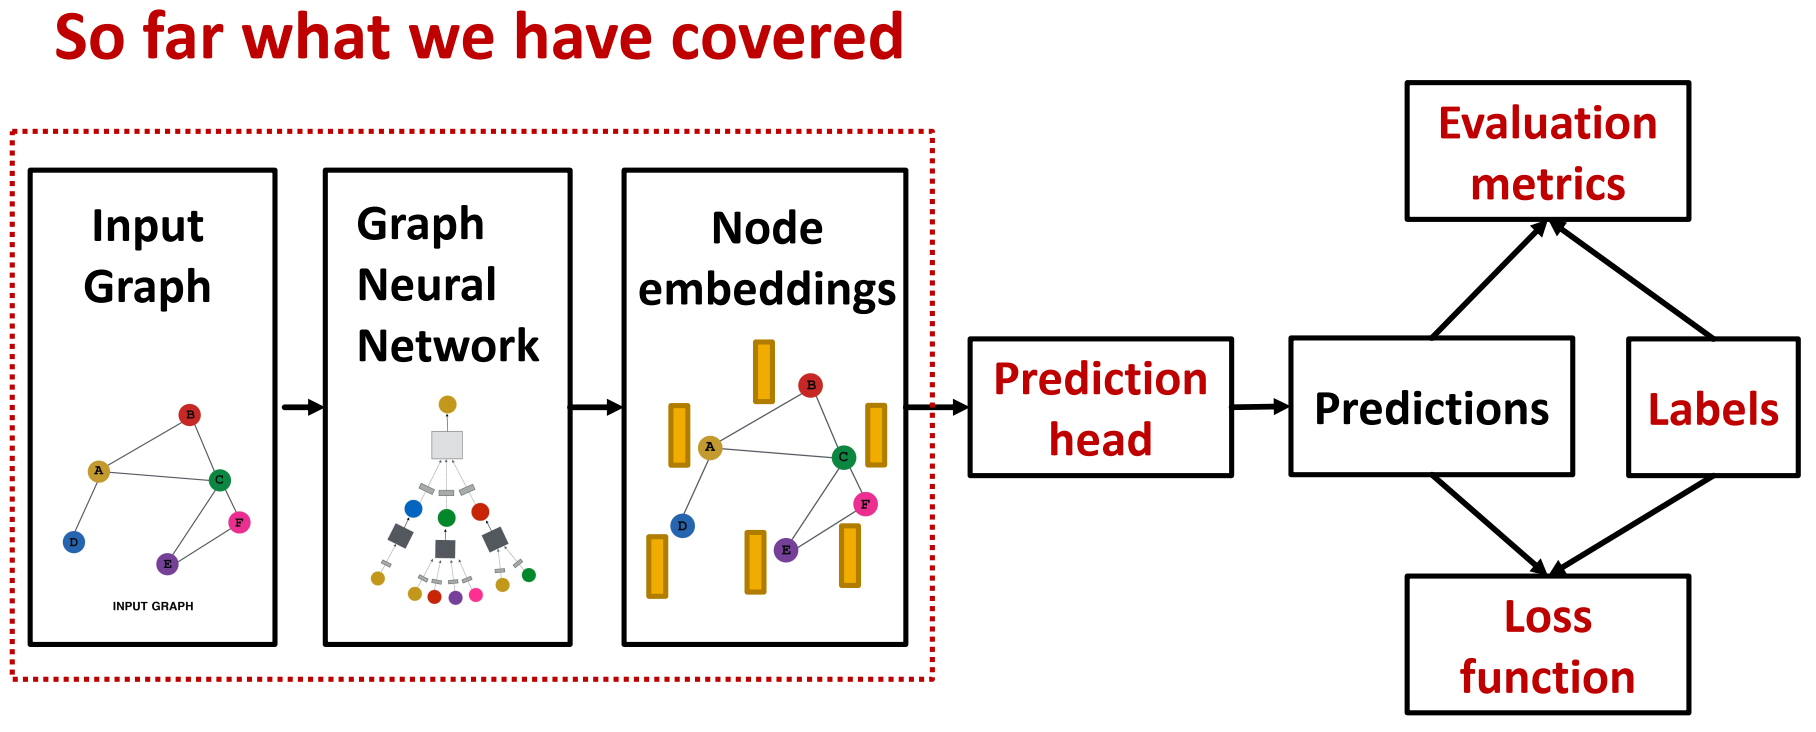 So far what we have covered
Input
Graph
B
A
C
F
D
E
INPUT GRAPH
Graph
Neural
Network
Node
embeddings
B
A
C
F
D
E
Prediction
head
Predictions
Labels
Evaluation
metrics
Loss
function